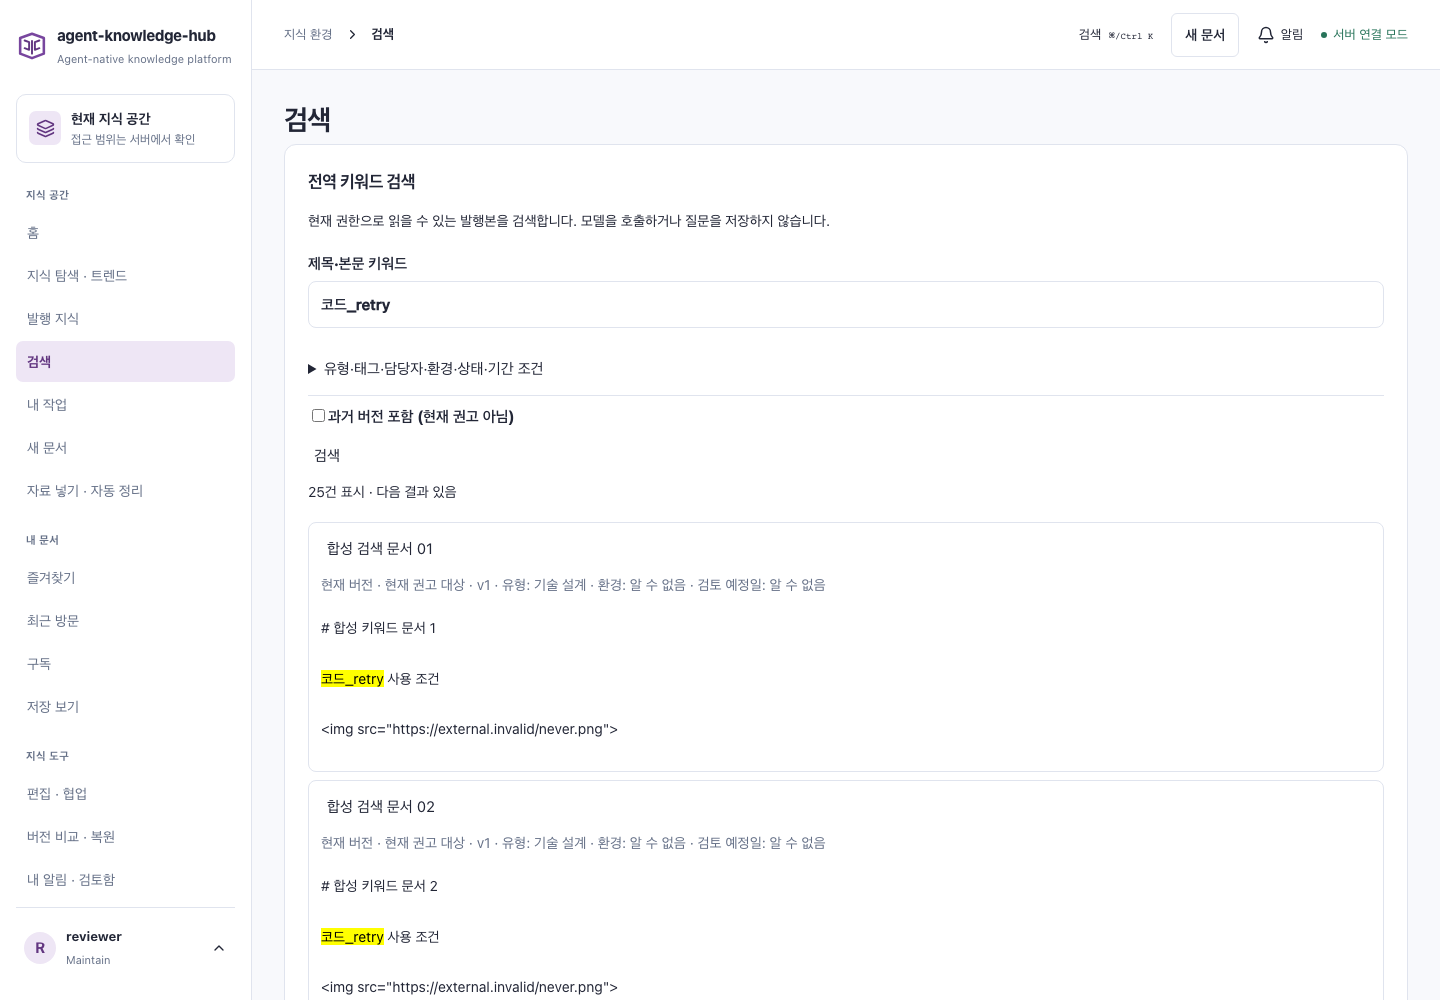 agent-knowledge-hub
Agent-native knowledge platform
현재 지식 공간
접근 범위는 서버에서 확인
지식 공간
홈
지식 탐색 · 트렌드
발행 지식
검색
내 작업
새 문서
자료 넣기 · 자동 정리
내 문서
즐겨찾기
최근 방문
구독
저장 보기
지식 도구
편집 · 협업
버전 비교 · 복원
내 알림 · 검토함
R
reviewer
Maintain
지식 환경 > 검색
검색 ⌘/Ctrl K
새 문서
알림
서버 연결 모드
검색
전역 키워드 검색
현재 권한으로 읽을 수 있는 발행본을 검색합니다. 모델을 호출하거나 질문을 저장하지 않습니다.
제목·본문 키워드
코드_retry
▶ 유형·태그·담당자·환경·상태·기간 조건
과거 버전 포함 (현재 권고 아님)
검색
25건 표시 · 다음 결과 있음
합성 검색 문서 01
현재 버전 · 현재 권고 대상 · v1 · 유형: 기술 설계 · 환경: 알 수 없음 · 검토 예정일: 알 수 없음
# 합성 키워드 문서 1
코드_retry 사용 조건
<img src="https://external.invalid/never.png">
합성 검색 문서 02
현재 버전 · 현재 권고 대상 · v1 · 유형: 기술 설계 · 환경: 알 수 없음 · 검토 예정일: 알 수 없음
# 합성 키워드 문서 2
코드_retry 사용 조건
<img src="https://external.invalid/never.png">